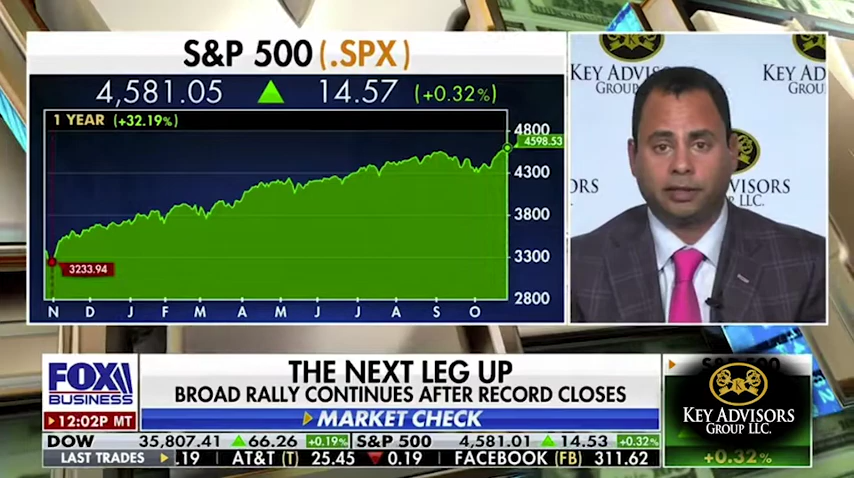 S&P 500 (.SPX)
4,581.05 ▲ 14.57 (+0.32%)
1 YEAR (+32.19%)
4800
4598.53
4300
3800
3300
2800
3233.94
N D J F M A M J J A S O
KEY ADVISORS
GROUP LLC.
KEY AD
GROUP
ORS
DVISORS
LLC.
FOX
BUSINESS
12:02P MT
THE NEXT LEG UP
BROAD RALLY CONTINUES AFTER RECORD CLOSES
MARKET CHECK
KEY ADVISORS
GROUP LLC.
+0.32%
DOW 35,807.41 ▲ 66.26 +0.19% S&P 500 4,581.01 ▲ 14.53 +0.32%
LAST TRADES .19 AT&T (T) 25.45 ▼ 0.19 FACEBOOK (FB) 311.62